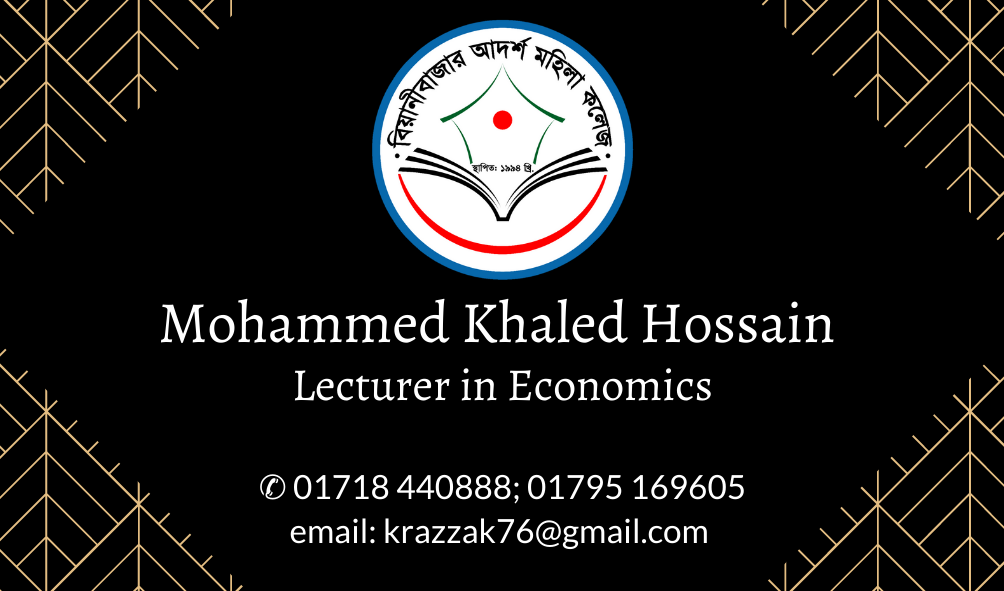 বিয়ানীবাজার আদর্শ মহিলা কলেজ
স্থাপিত: ১৯৯৪ খ্রি.
Mohammed Khaled Hossain
Lecturer in Economics
✆ 01718 440888; 01795 169605
email: krazzak76@gmail.com